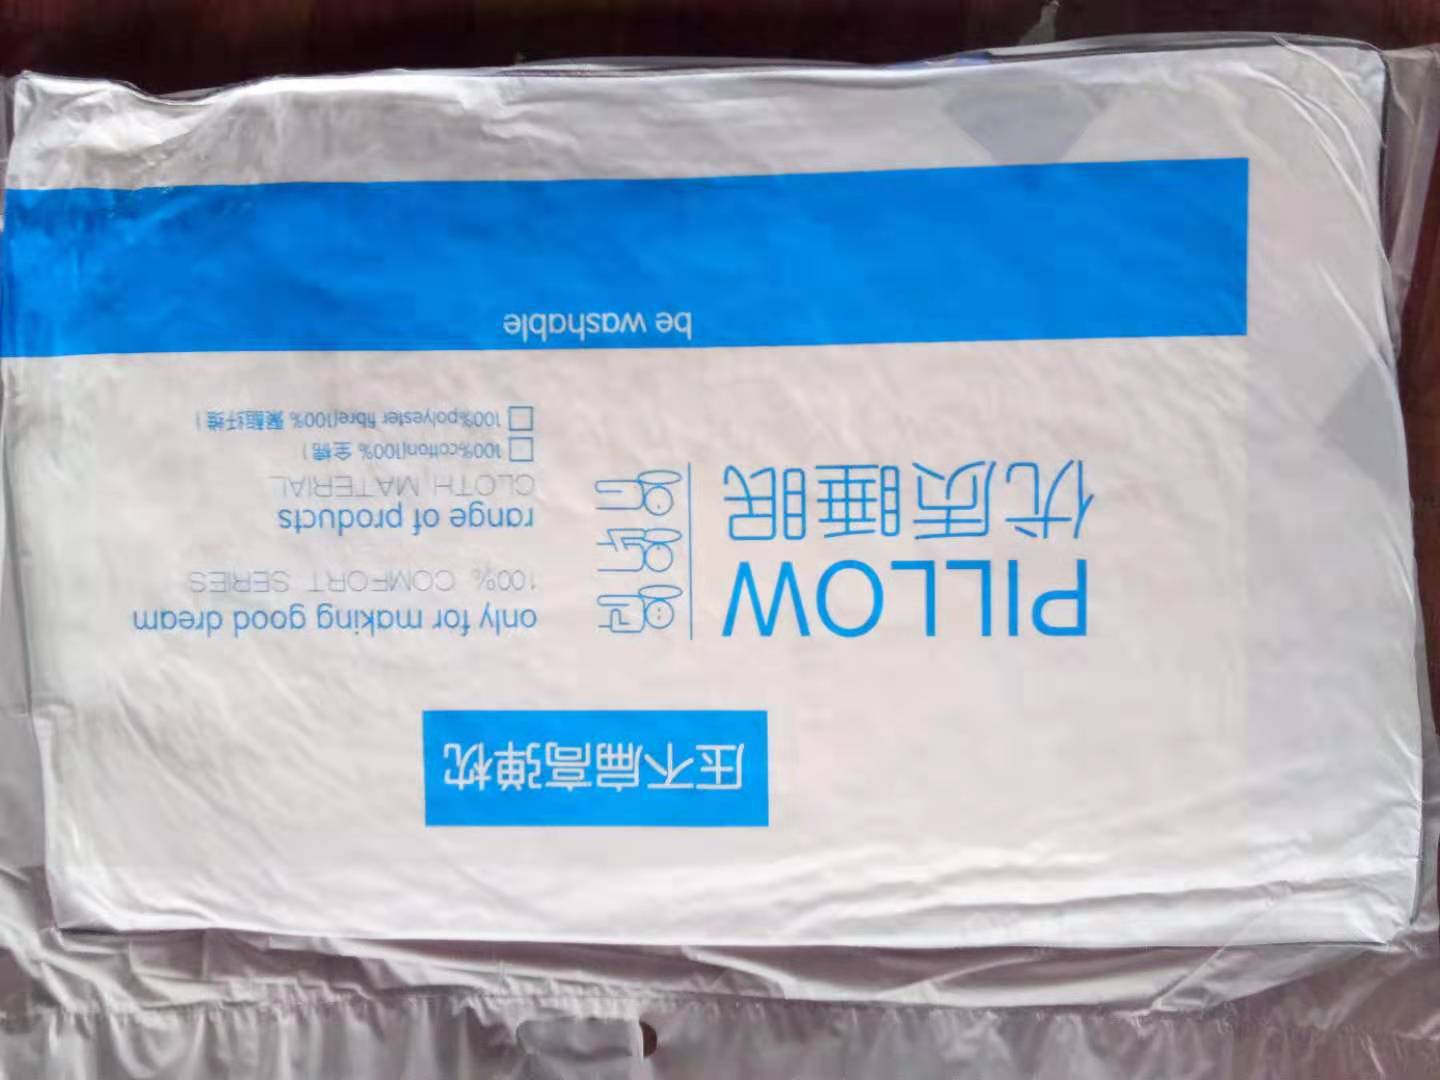 压不扁高弹枕
PILLOW
优质睡眠
only for making good dream
100% COMFORT SERIES
range of products
CLOTH MATERIAL
100%cotton(100% 全棉)
100%polyester fibre(100% 聚酯纤维)
be washable